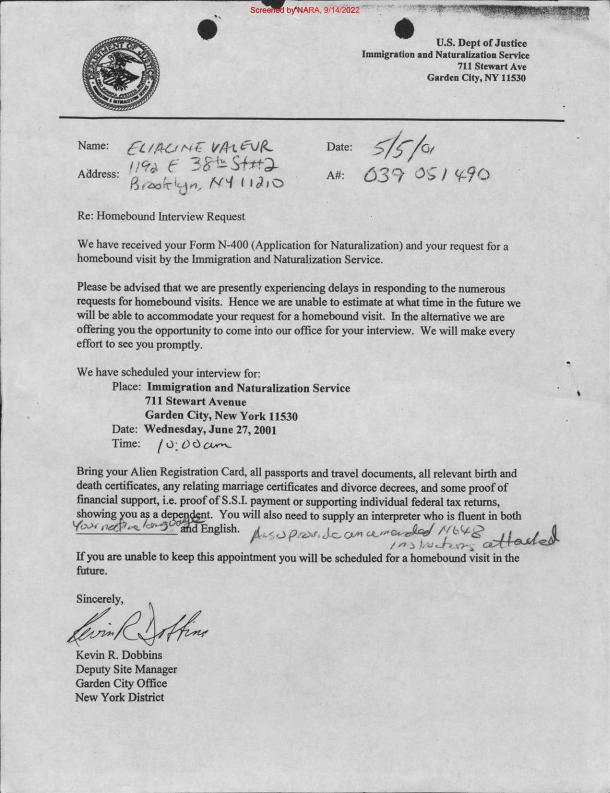 Screened by NARA, 9/14/2022
U.S. Dept of Justice
Immigration and Naturalization Service
711 Stewart Ave
Garden City, NY 11530
Name: ELIACINE VALEUR
Date: 5/5/01
Address: 1192 E 38th St #2
Brooklyn, NY 11210
A#: 039 051 490
Re: Homebound Interview Request
We have received your Form N-400 (Application for Naturalization) and your request for a
homebound visit by the Immigration and Naturalization Service.
Please be advised that we are presently experiencing delays in responding to the numerous
requests for homebound visits. Hence we are unable to estimate at what time in the future we
will be able to accommodate your request for a homebound visit. In the alternative we are
offering you the opportunity to come into our office for your interview. We will make every
effort to see you promptly.
We have scheduled your interview for:
Place: Immigration and Naturalization Service
711 Stewart Avenue
Garden City, New York 11530
Date: Wednesday, June 27, 2001
Time: 10:00am
Bring your Alien Registration Card, all passports and travel documents, all relevant birth and
death certificates, any relating marriage certificates and divorce decrees, and some proof of
financial support, i.e. proof of S.S.I. payment or supporting individual federal tax returns,
showing you as a dependent. You will also need to supply an interpreter who is fluent in both
Your native language and English. Also provide an amended N648
instructions attached
If you are unable to keep this appointment you will be scheduled for a homebound visit in the
future.
Sincerely,
Kevin R Dobbins
Kevin R. Dobbins
Deputy Site Manager
Garden City Office
New York District